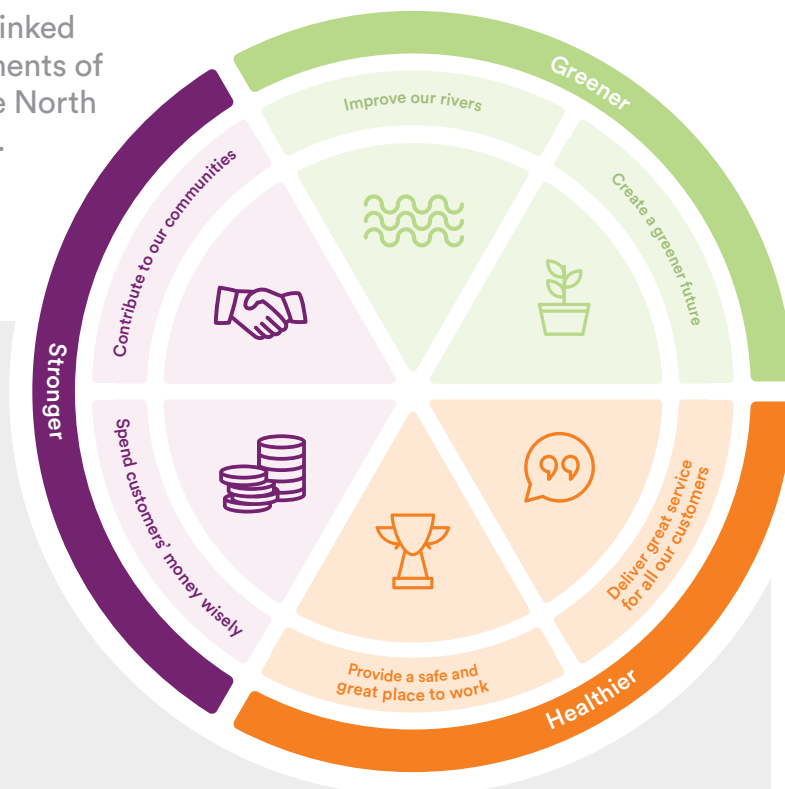 inked
ments of
e North
.
Greener
Improve our rivers
Create a greener future
Stronger
Contribute to our communities
Spend customers’ money wisely
Deliver great service
for all our customers
Provide a safe and
great place to work
Healthier